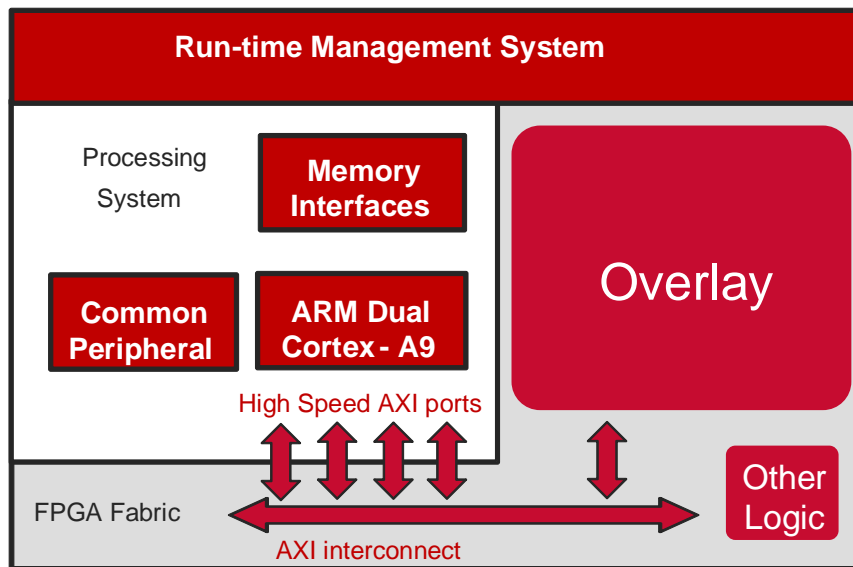 Run-time Management System
Processing
System
Memory
Interfaces
Common
Peripheral
ARM Dual
Cortex - A9
High Speed AXI ports
Overlay
FPGA Fabric
AXI interconnect
Other
Logic